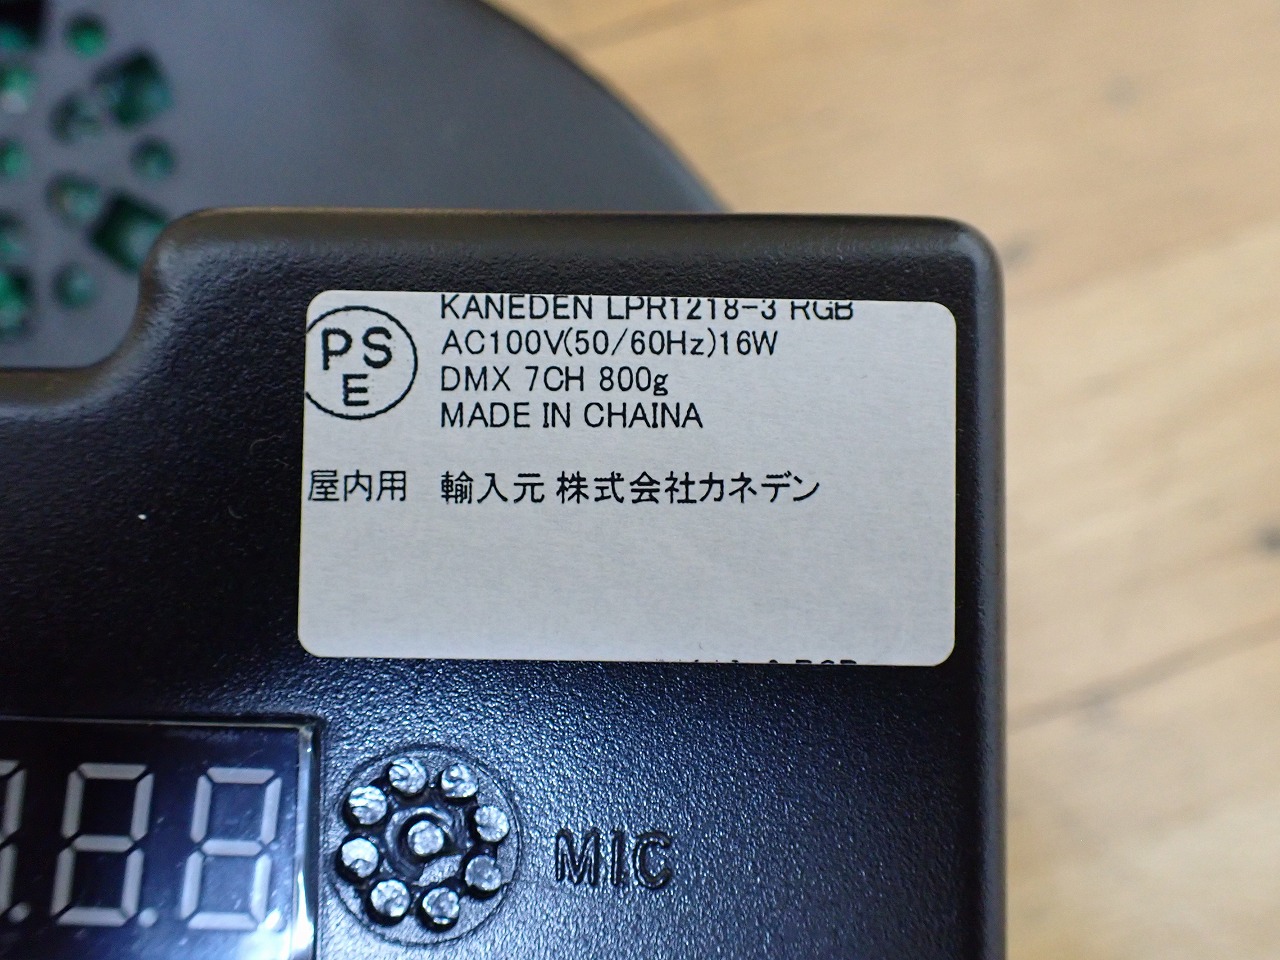 KANEDEN LPR1218-3 RGB
PSE
AC100V(50/60Hz)16W
DMX 7CH 800g
MADE IN CHAINA
屋内用 輸入元 株式会社カネデン
MIC